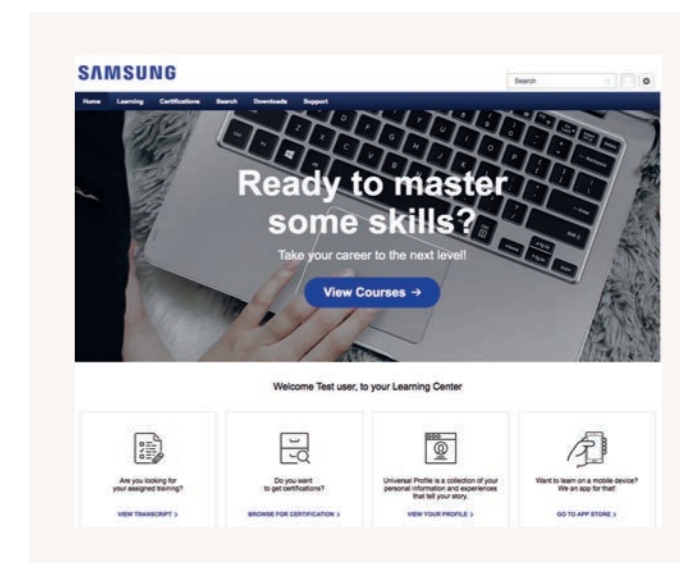 SAMSUNG
Search
Home Learning Certifications Search Downloads Support
Ready to master
some skills?
Take your career to the next level!
View Courses →
Welcome Test user, to your Learning Center
Are you looking for
your assigned training?
VIEW TRANSCRIPT >
Do you want
to get certifications?
BROWSE FOR CERTIFICATION >
Universal Profile is a collection of your
personal information and experiences
that tell your story.
VIEW YOUR PROFILE >
Want to learn on a mobile device?
We an app for that!
GO TO APP STORE >